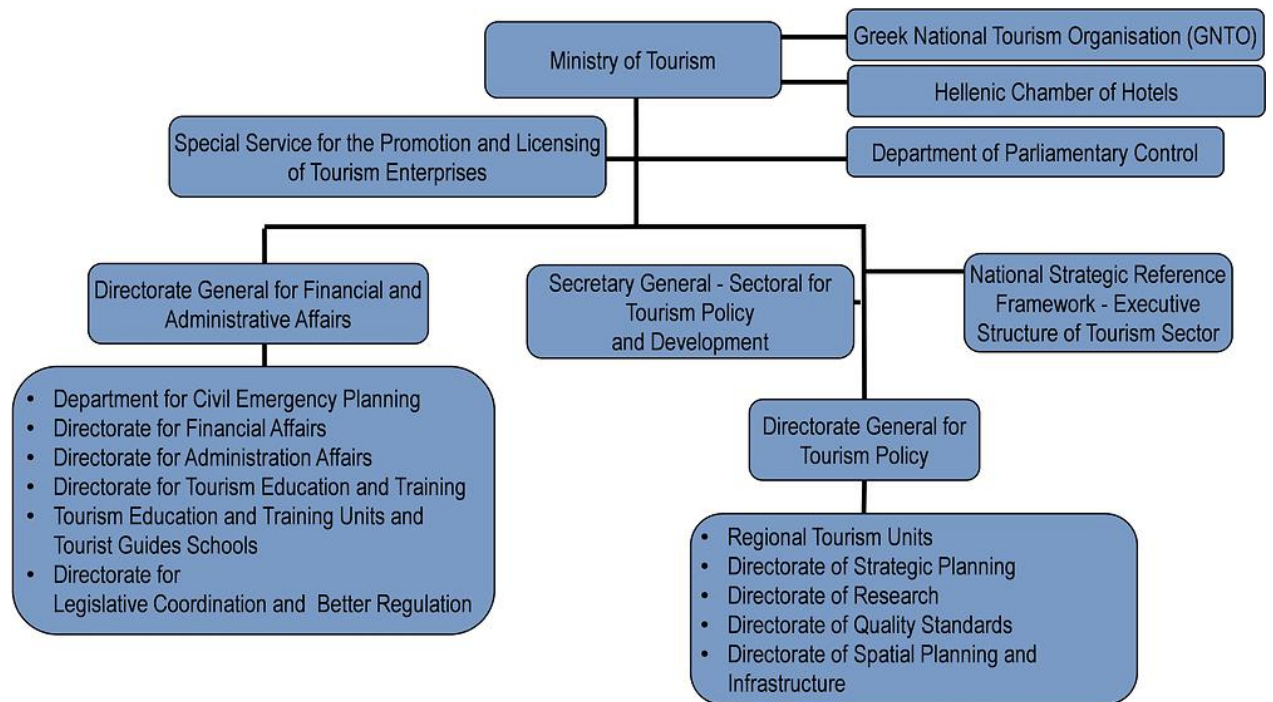 Ministry of Tourism
Greek National Tourism Organisation (GNTO)
Hellenic Chamber of Hotels
Special Service for the Promotion and Licensing
of Tourism Enterprises
Department of Parliamentary Control
Directorate General for Financial and
Administrative Affairs
Secretary General - Sectoral for
Tourism Policy
and Development
National Strategic Reference
Framework - Executive
Structure of Tourism Sector
• Department for Civil Emergency Planning
• Directorate for Financial Affairs
• Directorate for Administration Affairs
• Directorate for Tourism Education and Training
• Tourism Education and Training Units and
Tourist Guides Schools
• Directorate for
Legislative Coordination and Better Regulation
Directorate General for
Tourism Policy
• Regional Tourism Units
• Directorate of Strategic Planning
• Directorate of Research
• Directorate of Quality Standards
• Directorate of Spatial Planning and
Infrastructure